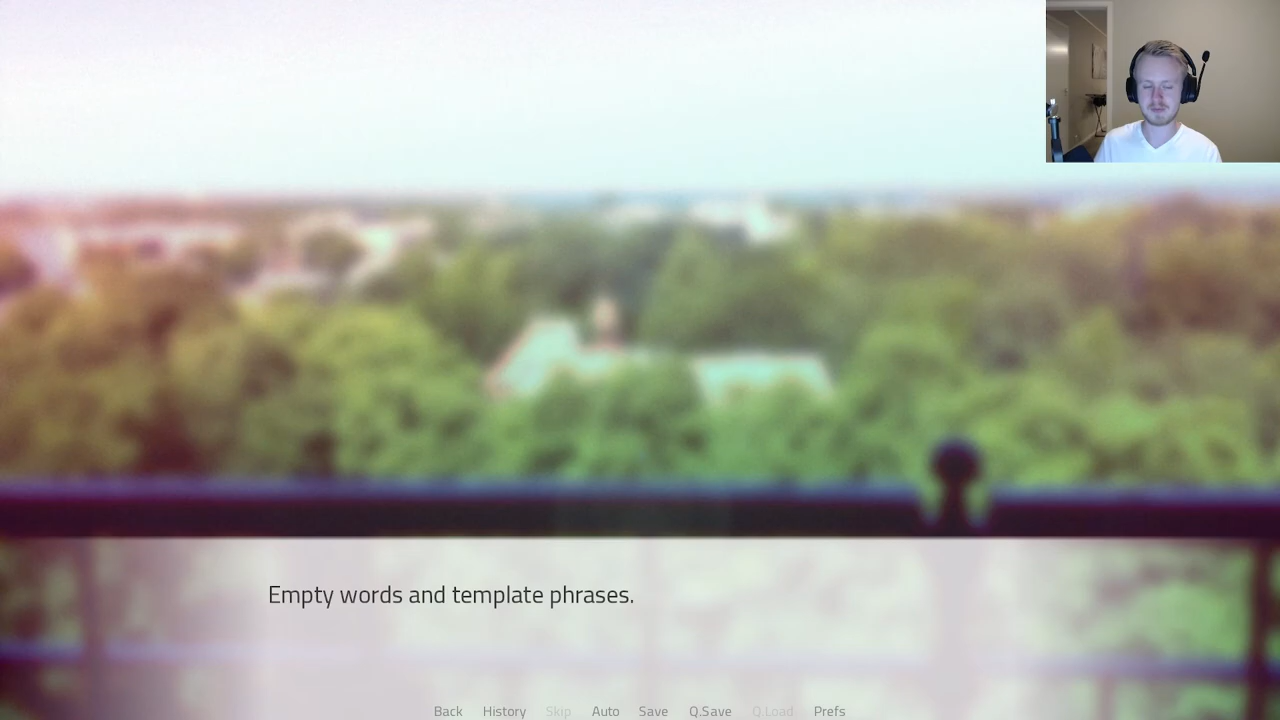 Empty words and template phrases.
Back History Skip Auto Save Q.Save Q.Load Prefs